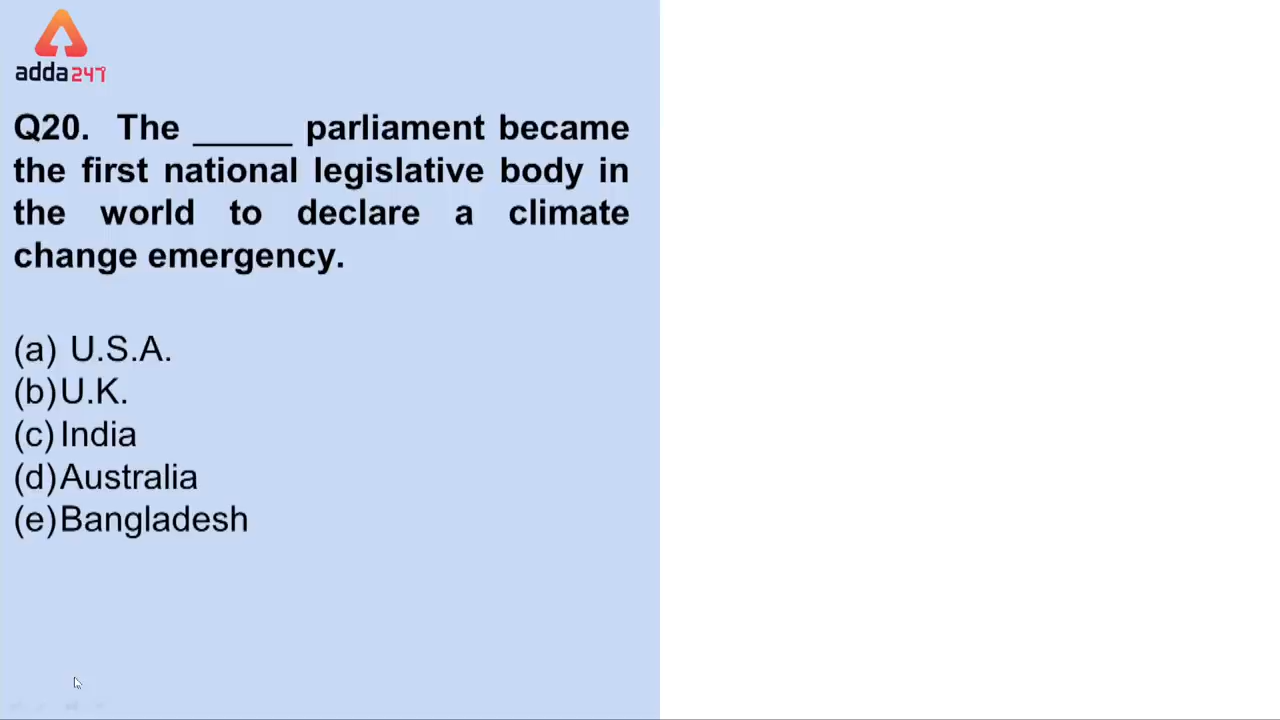 adda247
Q20. The _____ parliament became
the first national legislative body in
the world to declare a climate
change emergency.
(a) U.S.A.
(b) U.K.
(c) India
(d) Australia
(e) Bangladesh